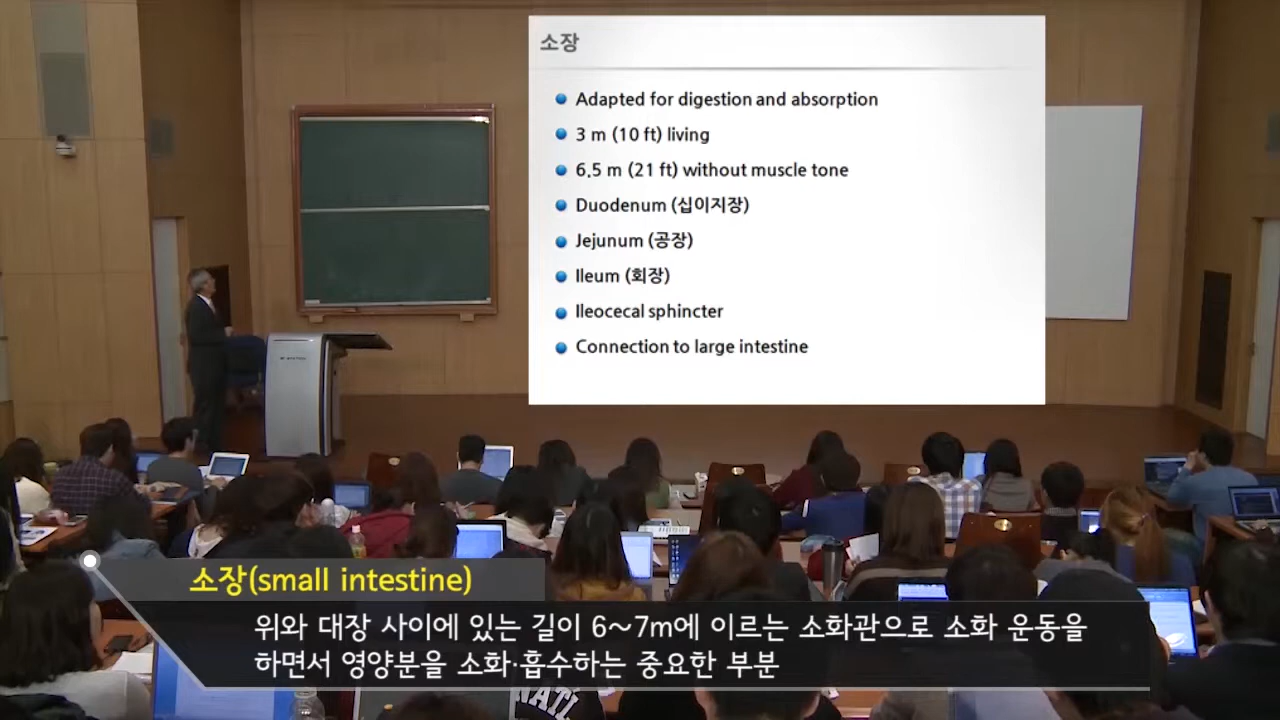 소장
Adapted for digestion and absorption
3 m (10 ft) living
6.5 m (21 ft) without muscle tone
Duodenum (십이지장)
Jejunum (공장)
Ileum (회장)
Ileocecal sphincter
Connection to large intestine
소장(small intestine)
위와 대장 사이에 있는 길이 6~7m에 이르는 소화관으로 소화 운동을
하면서 영양분을 소화·흡수하는 중요한 부분